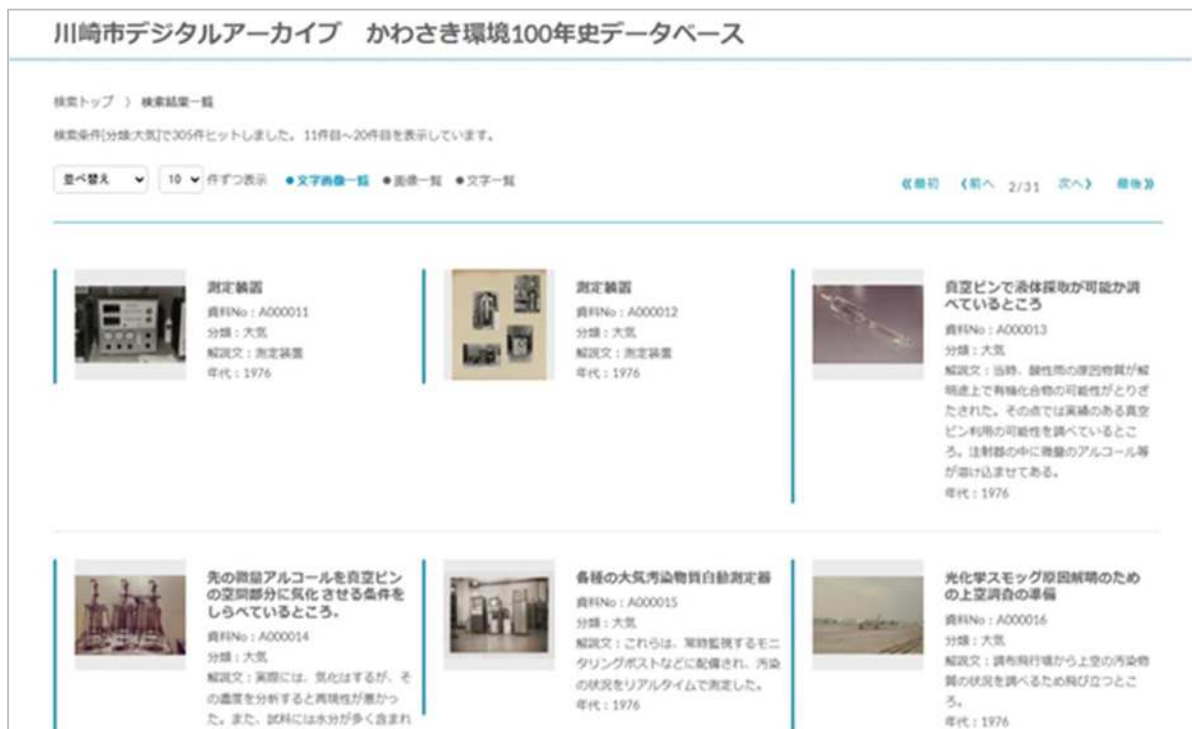 川崎市デジタルアーカイブ　かわさき環境100年史データベース
検索トップ 〉 検索結果一覧
検索条件[分類:大気]で305件ヒットしました。11件目～20件目を表示しています。
並べ替え 10 件ずつ表示 ●文字画像一覧 ●画像一覧 ●文字一覧
《最初 〈前へ 2/31 次へ〉 最後》
測定装置
資料No：A000011
分類：大気
解説文：測定装置
年代：1976
測定装置
資料No：A000012
分類：大気
解説文：測定装置
年代：1976
真空ビンで液体採取が可能か調
べているところ
資料No：A000013
分類：大気
解説文：当時、酸性雨の原因物質が解
明途上で有機化合物の可能性がとりざ
たされた。その点では実績のある真空
ビン利用の可能性を調べているとこ
ろ。注射器の中に微量のアルコール等
が溶け込ませてある。
年代：1976
先の微量アルコールを真空ビン
の空間部分に気化させる条件を
しらべているところ。
資料No：A000014
分類：大気
解説文：実際には、気化はするが、そ
の濃度を分析すると再現性が悪かっ
た。また、試料には水分が多く含まれ
各種の大気汚染物質自動測定器
資料No：A000015
分類：大気
解説文：これらは、常時監視するモニ
タリングポストなどに配備され、汚染
の状況をリアルタイムで測定した。
年代：1976
光化学スモッグ原因解明のため
の上空調査の準備
資料No：A000016
分類：大気
解説文：調布飛行場から上空の汚染物
質の状況を調べるため飛び立つとこ
ろ。
年代：1976